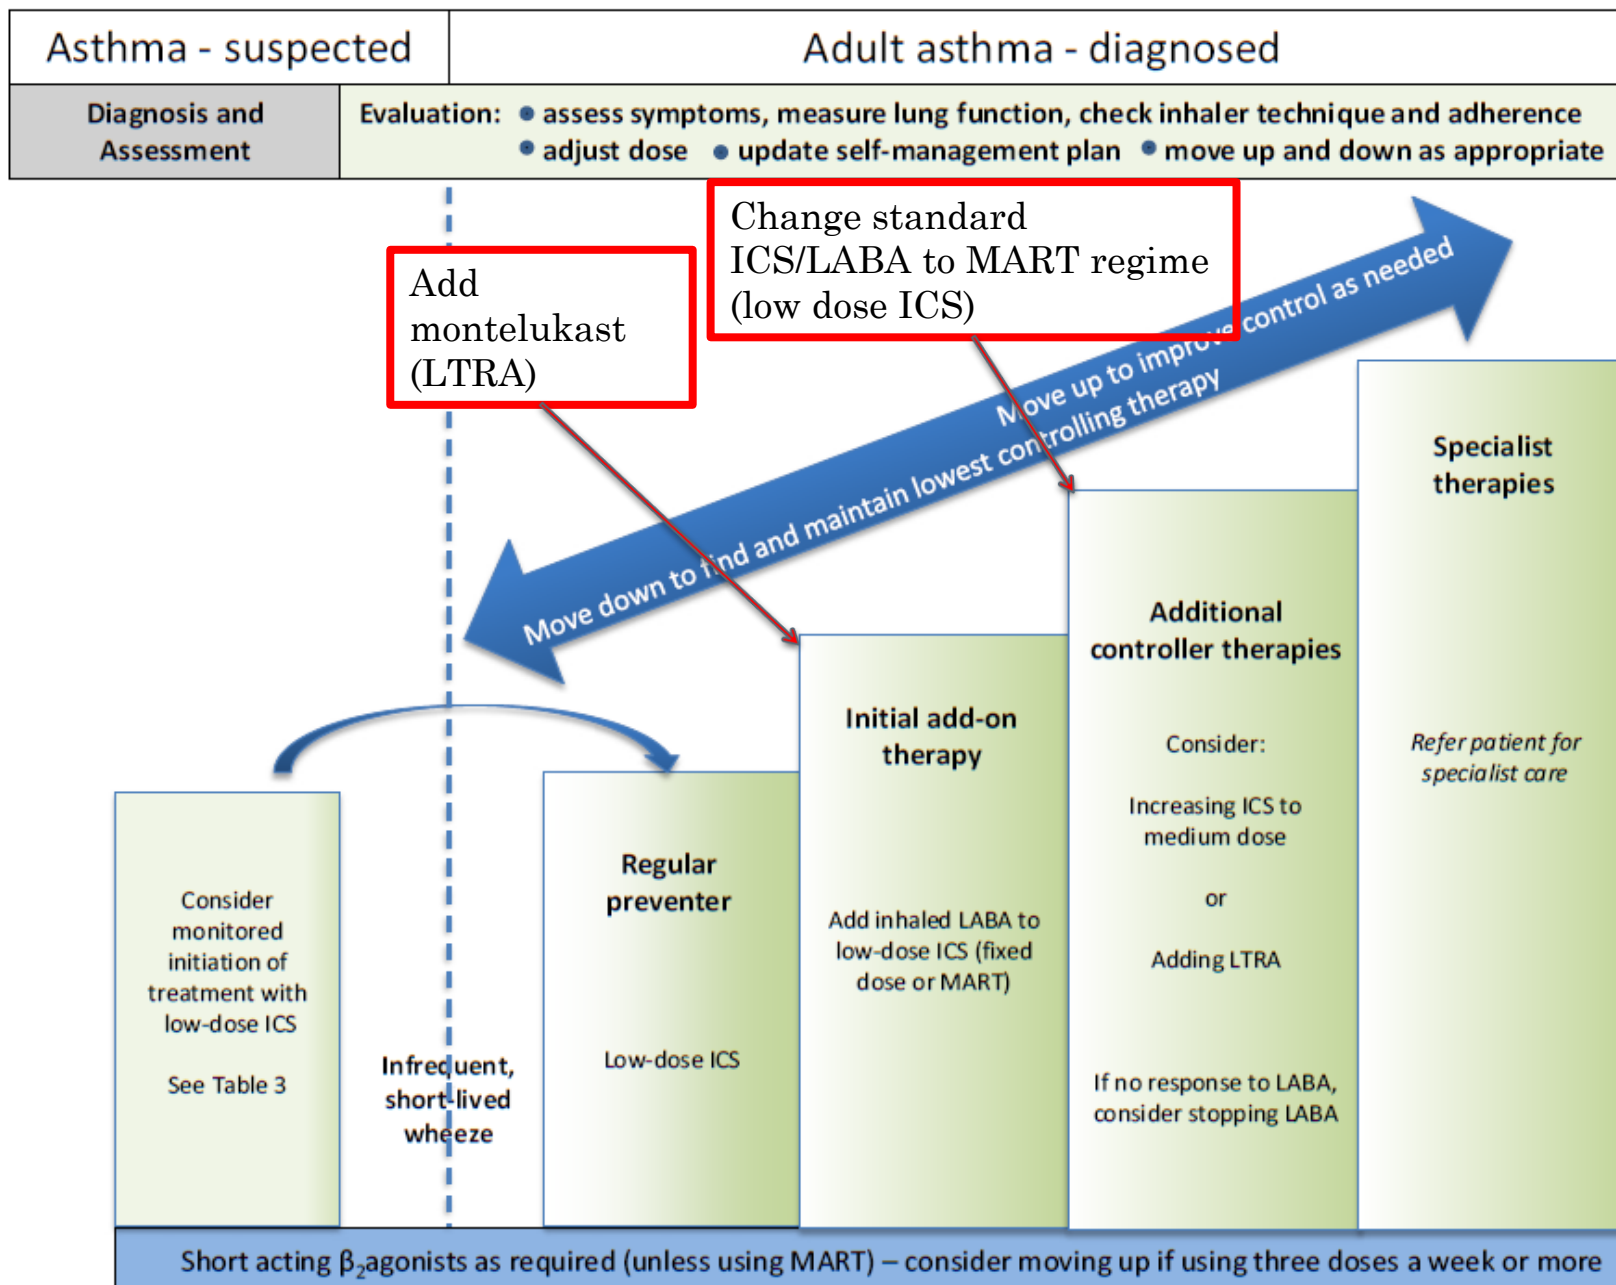 Asthma - suspected
Adult asthma - diagnosed
Diagnosis and
Assessment
Evaluation: • assess symptoms, measure lung function, check inhaler technique and adherence
• adjust dose • update self-management plan • move up and down as appropriate
Add
montelukast
(LTRA)
Change standard
ICS/LABA to MART regime
(low dose ICS)
Move up to improve control as needed
Move down to find and maintain lowest controlling therapy
Consider
monitored
initiation of
treatment with
low-dose ICS
See Table 3
Infrequent,
short-lived
wheeze
Regular
preventer
Low-dose ICS
Initial add-on
therapy
Add inhaled LABA to
low-dose ICS (fixed
dose or MART)
Additional
controller therapies
Consider:
Increasing ICS to
medium dose
or
Adding LTRA
If no response to LABA,
consider stopping LABA
Specialist
therapies
Refer patient for
specialist care
Short acting β₂agonists as required (unless using MART) – consider moving up if using three doses a week or more